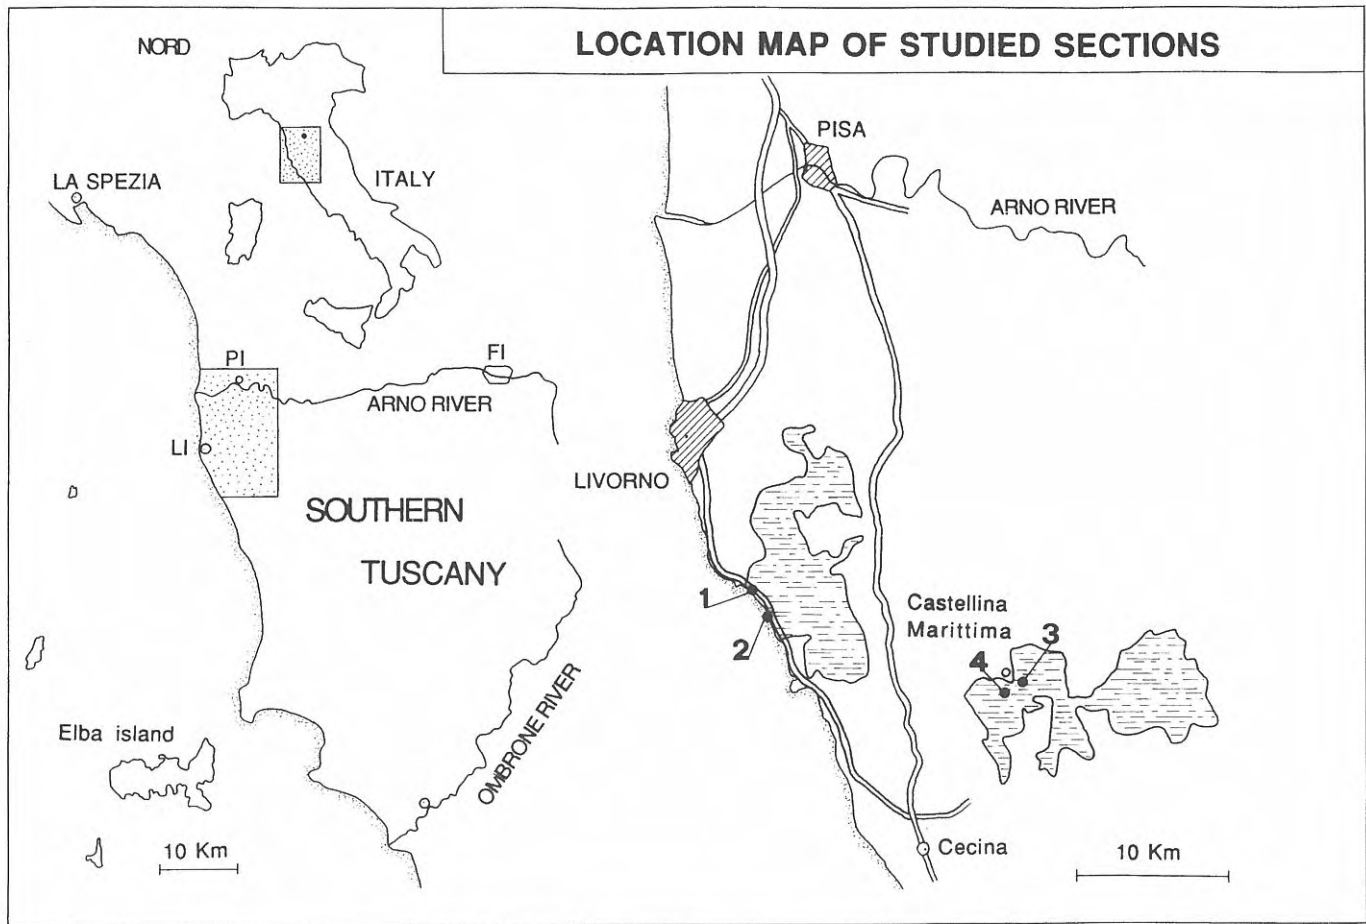 LOCATION MAP OF STUDIED SECTIONS
NORD
ITALY
LA SPEZIA
PI
FI
ARNO RIVER
LI
SOUTHERN
TUSCANY
OMBRONE RIVER
Elba island
10 Km
PISA
ARNO RIVER
LIVORNO
1
2
Castellina
Marittima
3
4
Cecina
10 Km